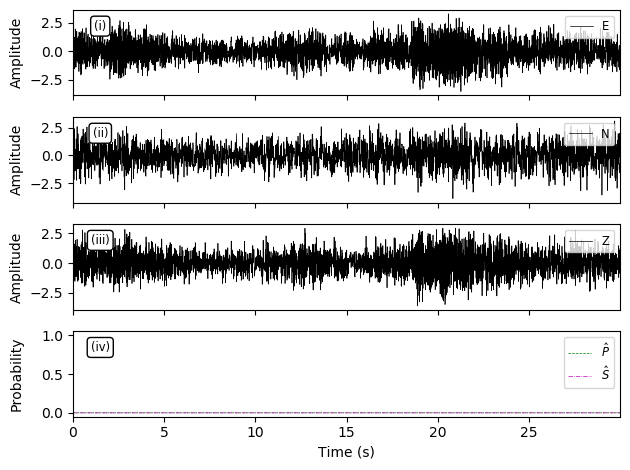 Amplitude
2.5
0.0
−2.5
(i)
E
Amplitude
2.5
0.0
−2.5
(ii)
N
Amplitude
2.5
0.0
−2.5
(iii)
Z
Probability
1.0
0.5
0.0
(iv)
P̂
Ŝ
0 5 10 15 20 25
Time (s)